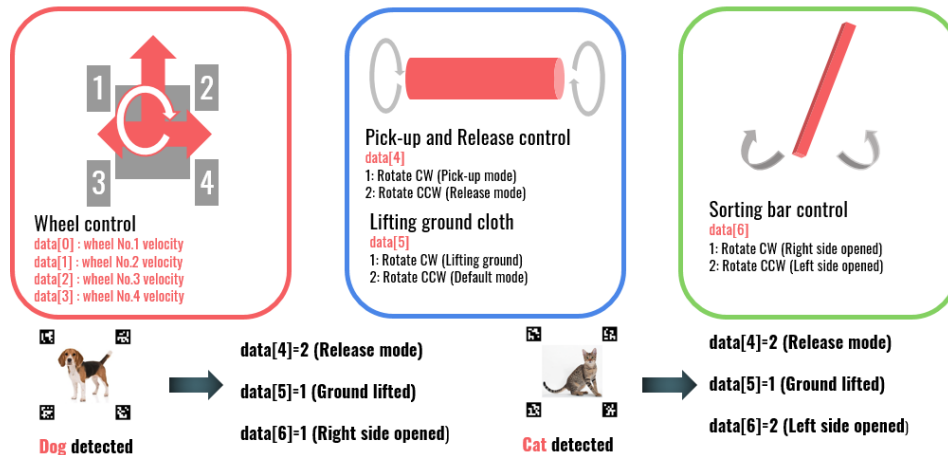 1
2
3
4
Wheel control
data[0] : wheel No.1 velocity
data[1] : wheel No.2 velocity
data[2] : wheel No.3 velocity
data[3] : wheel No.4 velocity
Pick-up and Release control
data[4]
1: Rotate CW (Pick-up mode)
2: Rotate CCW (Release mode)
Lifting ground cloth
data[5]
1: Rotate CW (Lifting ground)
2: Rotate CCW (Default mode)
Sorting bar control
data[6]
1: Rotate CW (Right side opened)
2: Rotate CCW (Left side opened)
Dog detected
data[4]=2 (Release mode)
data[5]=1 (Ground lifted)
data[6]=1 (Right side opened)
Cat detected
data[4]=2 (Release mode)
data[5]=1 (Ground lifted)
data[6]=2 (Left side opened)